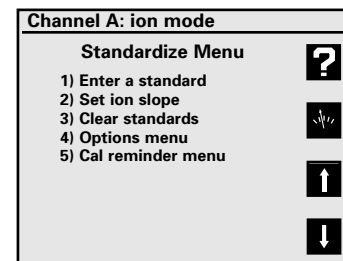 Channel A: ion mode
Standardize Menu
1) Enter a standard
2) Set ion slope
3) Clear standards
4) Options menu
5) Cal reminder menu
?